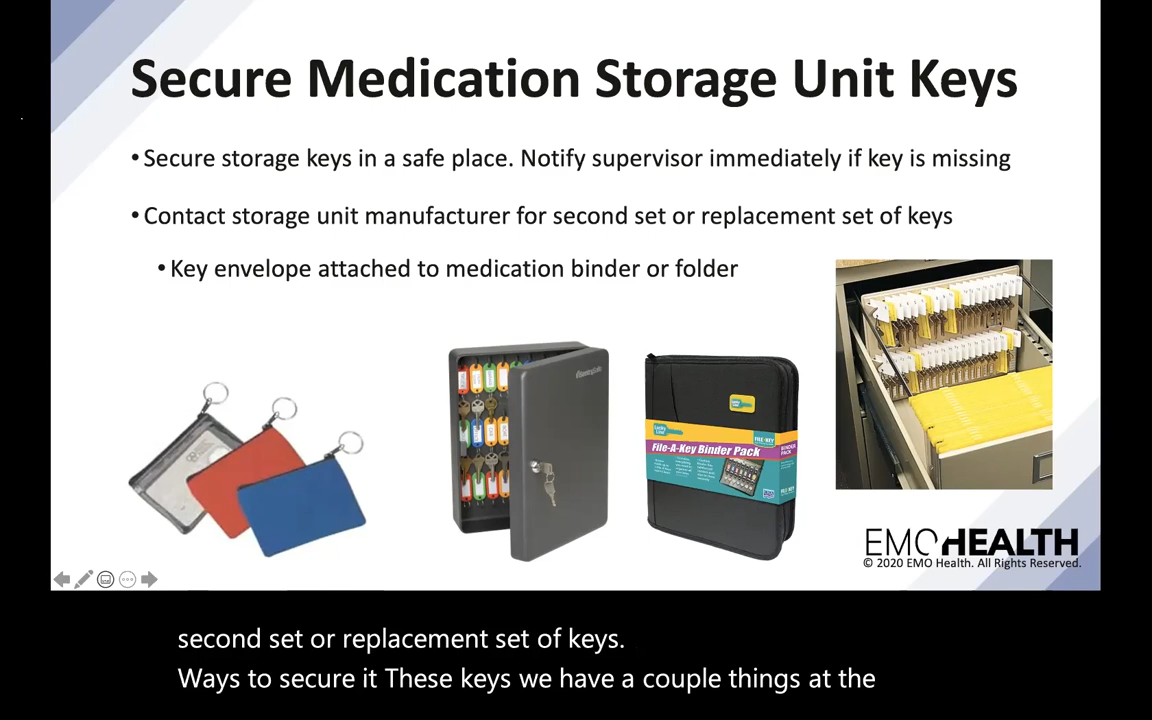 Secure Medication Storage Unit Keys
•Secure storage keys in a safe place. Notify supervisor immediately if key is missing
•Contact storage unit manufacturer for second set or replacement set of keys
•Key envelope attached to medication binder or folder
File-A-Key Binder Pack
BINDER PACK
EMOHEALTH
© 2020 EMO Health. All Rights Reserved.
second set or replacement set of keys.
Ways to secure it These keys we have a couple things at the